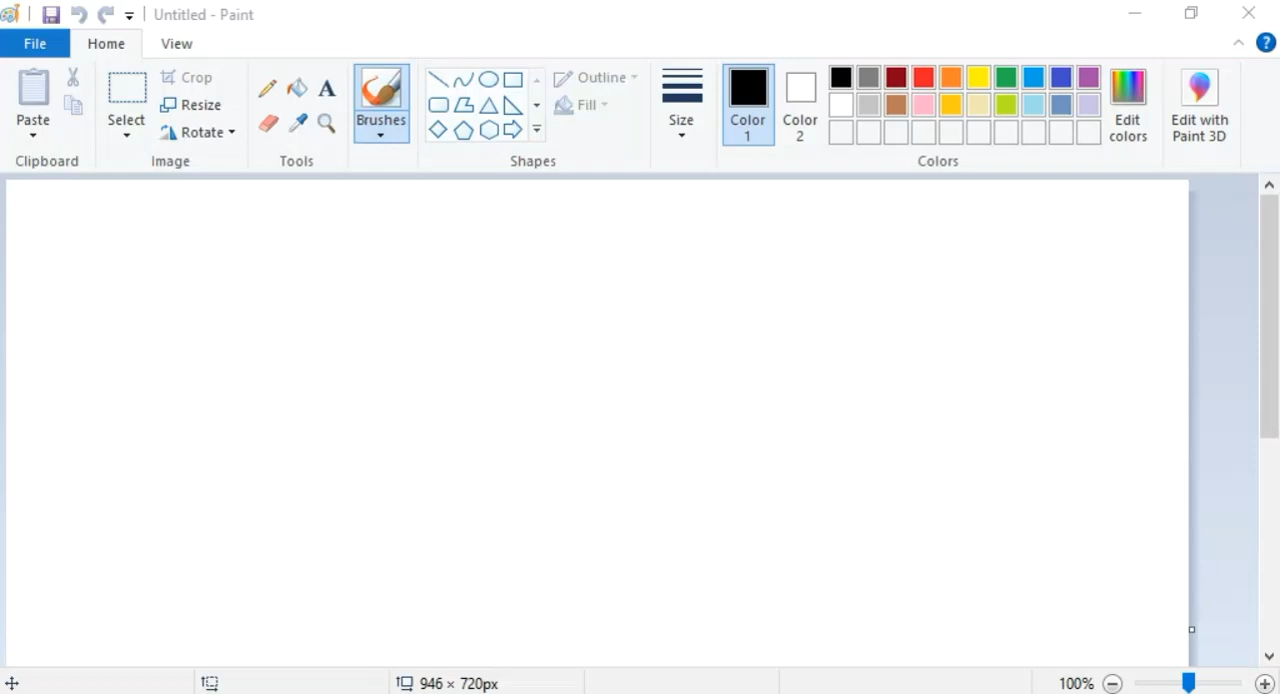 Untitled - Paint
File Home View
Paste
Clipboard
Select
Crop
Resize
Rotate
Image
A
Tools
Brushes
Outline
Fill
Shapes
Size
Color 1
Color 2
Edit colors
Colors
Edit with Paint 3D
?
946 × 720px
100%